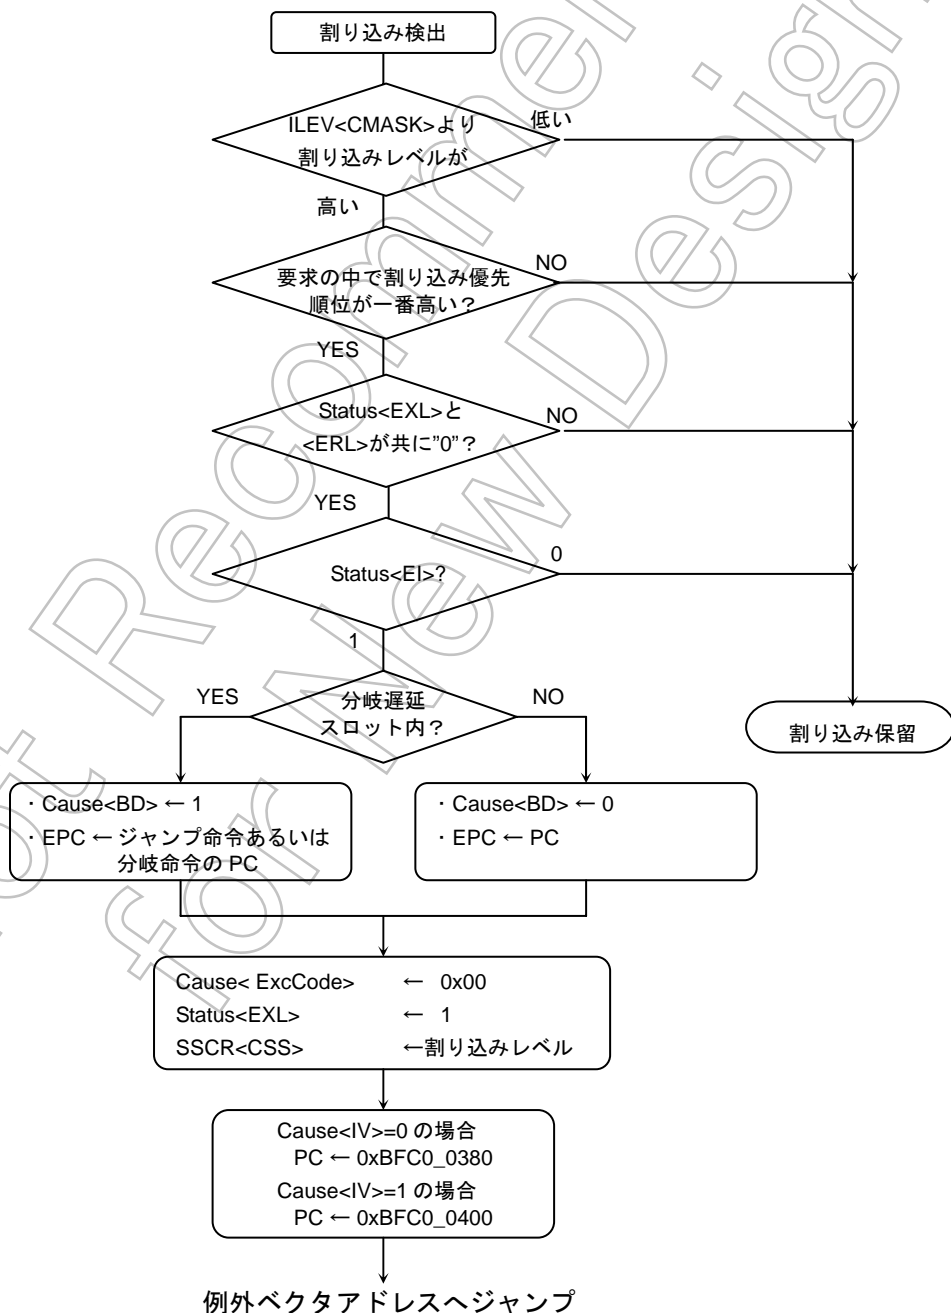 割り込み検出
ILEV<CMASK>より
割り込みレベルが
低い
高い
要求の中で割り込み優先
順位が一番高い？
NO
YES
Status<EXL>と
<ERL>が共に”0”？
NO
YES
Status<EI>?
0
1
分岐遅延
スロット内？
YES
NO
割り込み保留
・Cause<BD> ← 1
・EPC ← ジャンプ命令あるいは
分岐命令の PC
・Cause<BD> ← 0
・EPC ← PC
Cause< ExcCode> ← 0x00
Status<EXL> ← 1
SSCR<CSS> ←割り込みレベル
Cause<IV>=0 の場合
PC ← 0xBFC0_0380
Cause<IV>=1 の場合
PC ← 0xBFC0_0400
例外ベクタアドレスへジャンプ
for New Design